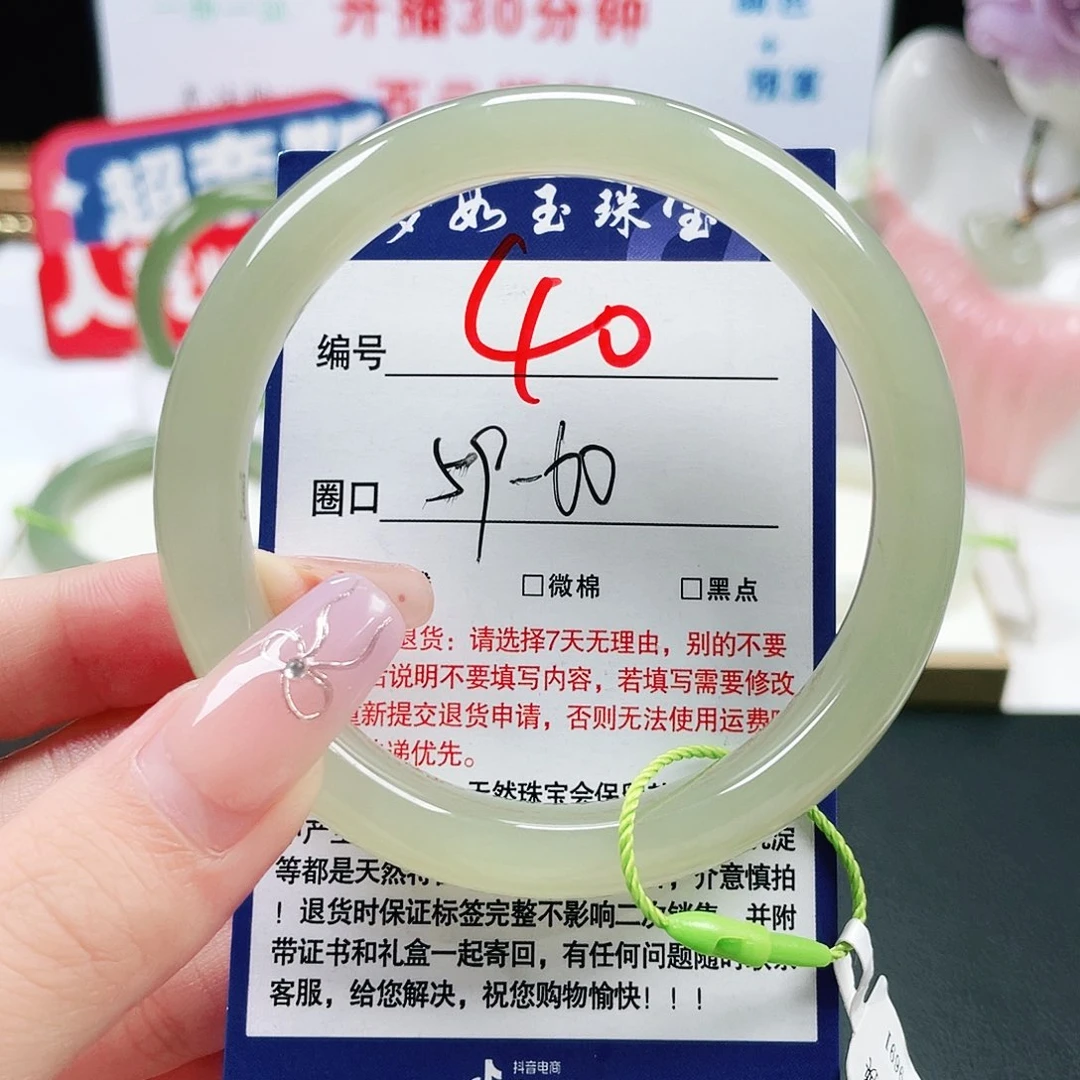 开播30分钟
如玉珠宝
编号 40
圈口 59-60
□微棉 □黑点
退货：请选择7天无理由，别的不要
说明不要填写内容，若填写需要修改
新提交退货申请，否则无法使用运费
递优先。
天然珠宝会保
产
淀
等都是天然
介意慎拍
！退货时保证标签完整不影响二次销售，并附
带证书和礼盒一起寄回，有任何问题随时联系
客服，给您解决，祝您购物愉快！！！
抖音电商